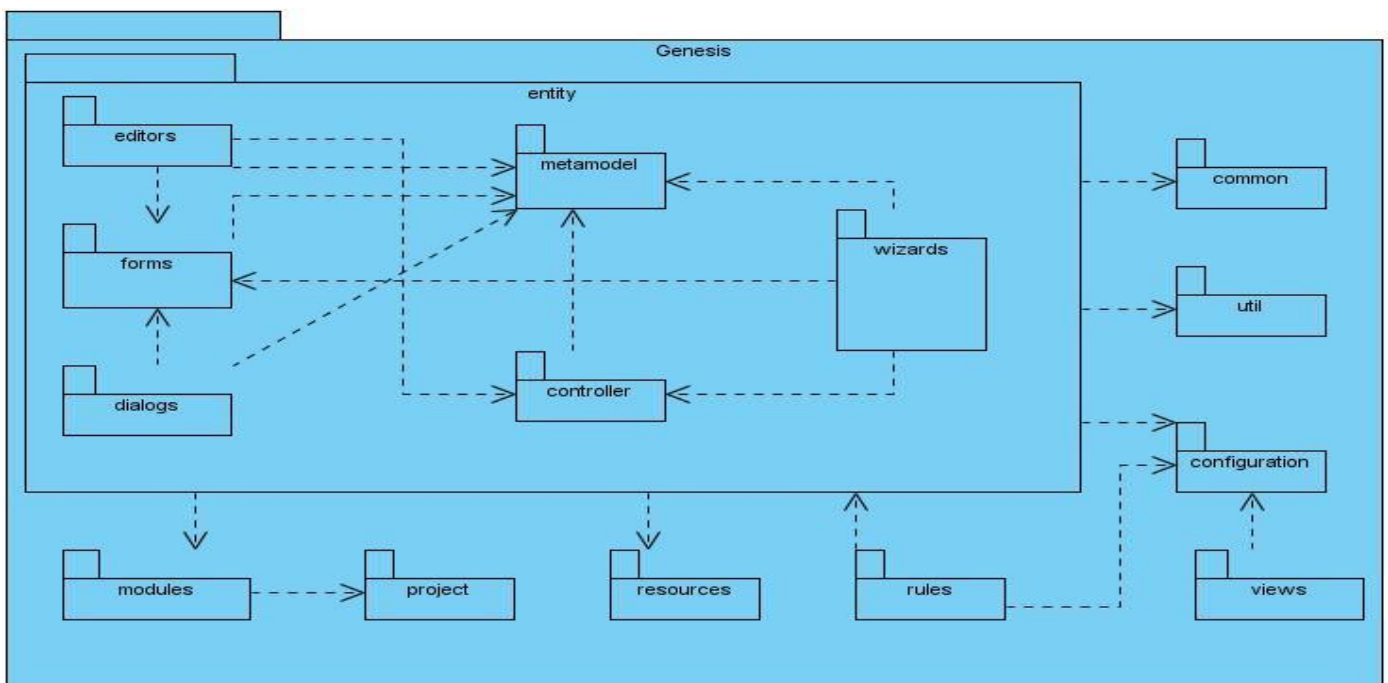 Genesis
entity
editors
metamodel
common
forms
wizards
util
dialogs
controller
configuration
modules
project
resources
rules
views